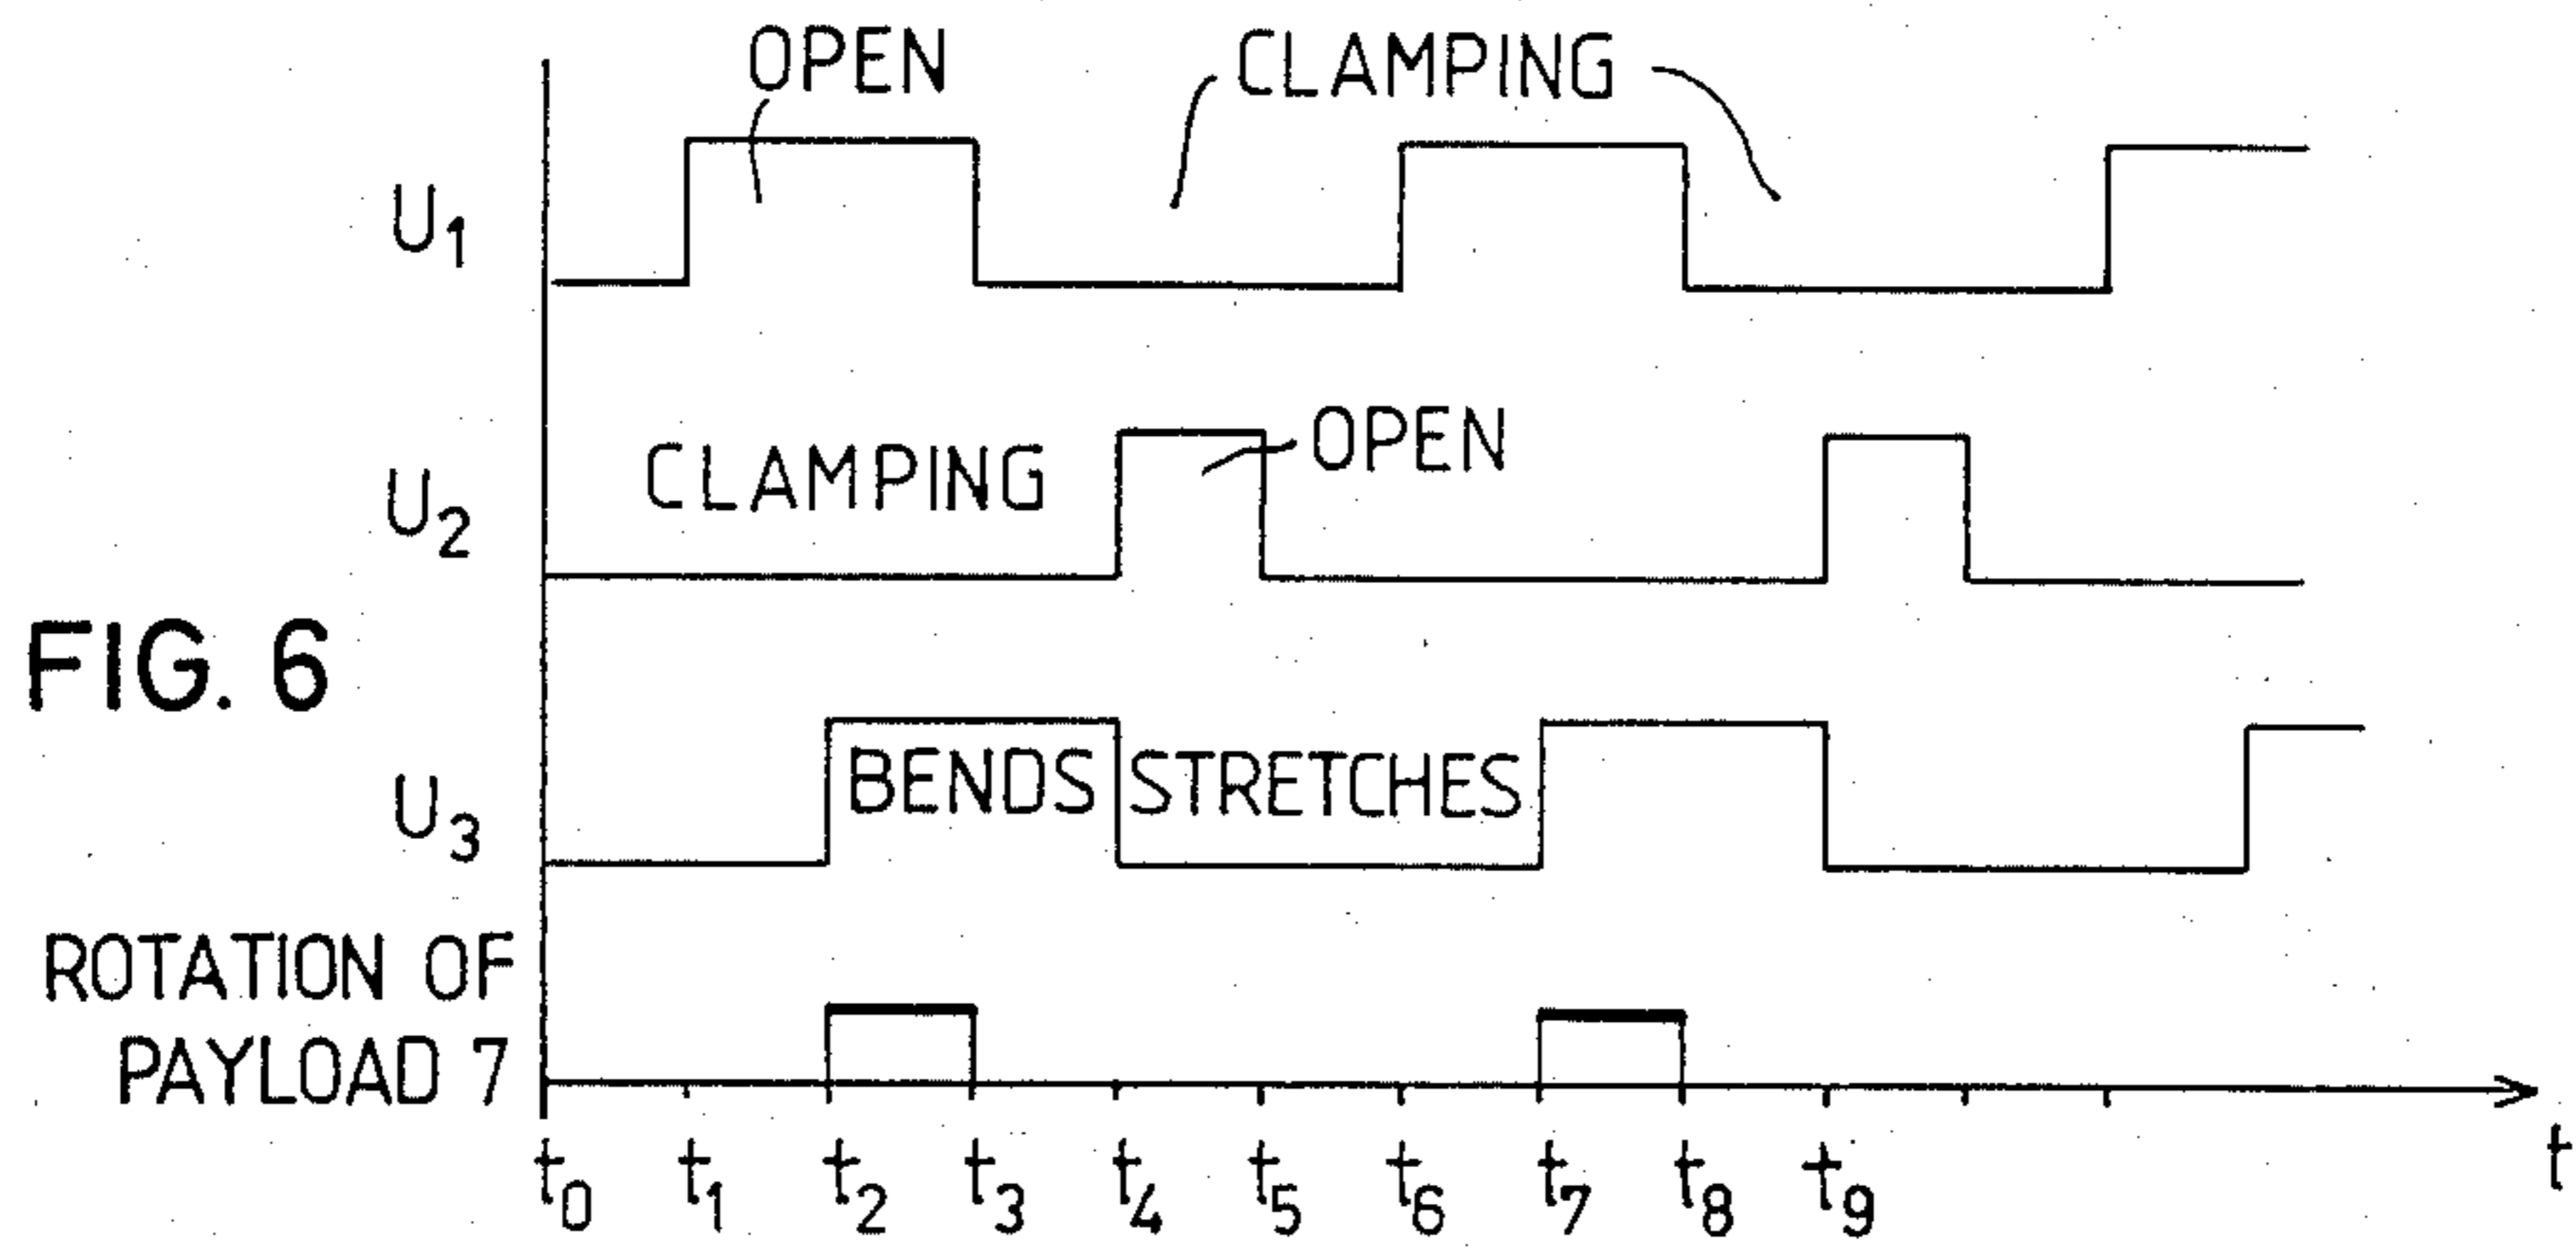 OPEN
CLAMPING
U1
CLAMPING
OPEN
U2
FIG. 6
BENDS STRETCHES
U3
ROTATION OF
PAYLOAD 7
t0 t1 t2 t3 t4 t5 t6 t7 t8 t9 t